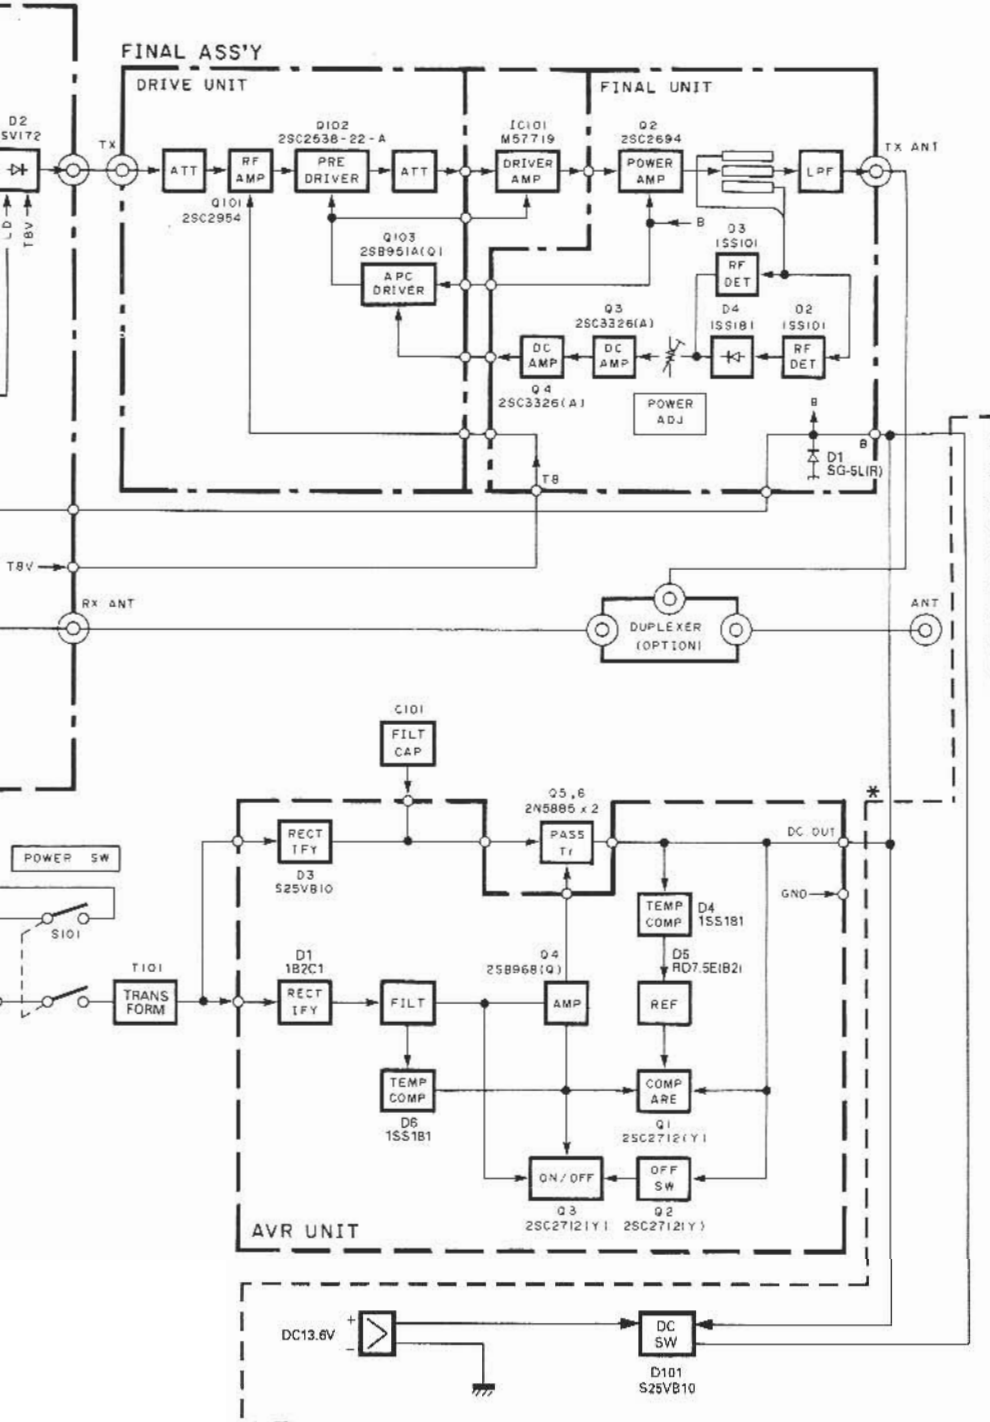 FINAL ASS'Y
DRIVE UNIT
FINAL UNIT
D2
SV172
TX
Q102
2SC2538-22-A
IC101
M57719
Q2
2SC2694
TX ANT
ATT
RF
AMP
PRE
DRIVER
ATT
DRIVER
AMP
POWER
AMP
LPF
Q101
2SC2954
LD
T8V
B
Q103
2SB951A(Q)
APC
DRIVER
D3
1SS101
RF
DET
Q3
2SC3326(A)
D4
1SS181
D2
1SS101
DC
AMP
DC
AMP
RF
DET
Q4
2SC3326(A)
POWER
ADJ
B
B
D1
SG-5L(R)
T8
T8V
RX ANT
ANT
DUPLEXER
(OPTION)
C101
FILT
CAP
Q5,6
2N5885 x 2
*
RECT
IFY
PASS
Tr
DC OUT
POWER SW
D3
S25VB10
GND
TEMP
COMP
D4
1SS181
S101
T101
D1
1B2C1
Q4
2SB968(Q)
D5
RD7.5E(B2)
TRANS
FORM
RECT
IFY
FILT
AMP
REF
TEMP
COMP
COMP
ARE
D6
1SS181
Q1
2SC2712(Y)
ON/OFF
OFF
SW
Q3
2SC2712(Y)
Q2
2SC2712(Y)
AVR UNIT
DC13.6V
+
-
DC
SW
D101
S25VB10